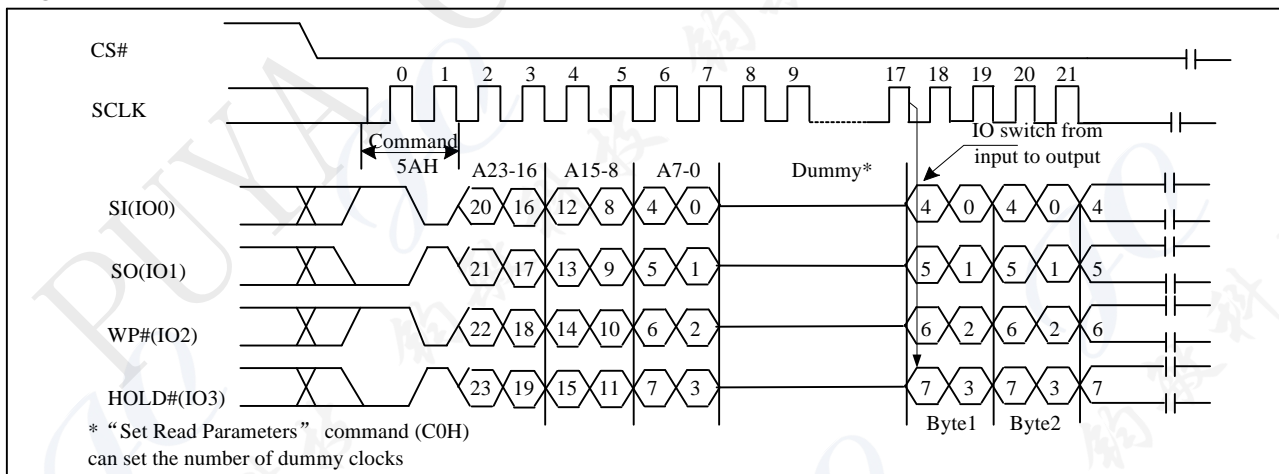 CS#
0 1 2 3 4 5 6 7 8 9 17 18 19 20 21
SCLK
Command
5AH
IO switch from
input to output
A23-16 A15-8 A7-0 Dummy*
SI(IO0) 20 16 12 8 4 0 4 0 4 0 4
SO(IO1) 21 17 13 9 5 1 5 1 5 1 5
WP#(IO2) 22 18 14 10 6 2 6 2 6 2 6
HOLD#(IO3) 23 19 15 11 7 3 7 3 7 3 7
Byte1 Byte2
* “Set Read Parameters” command (C0H)
can set the number of dummy clocks
PUYA